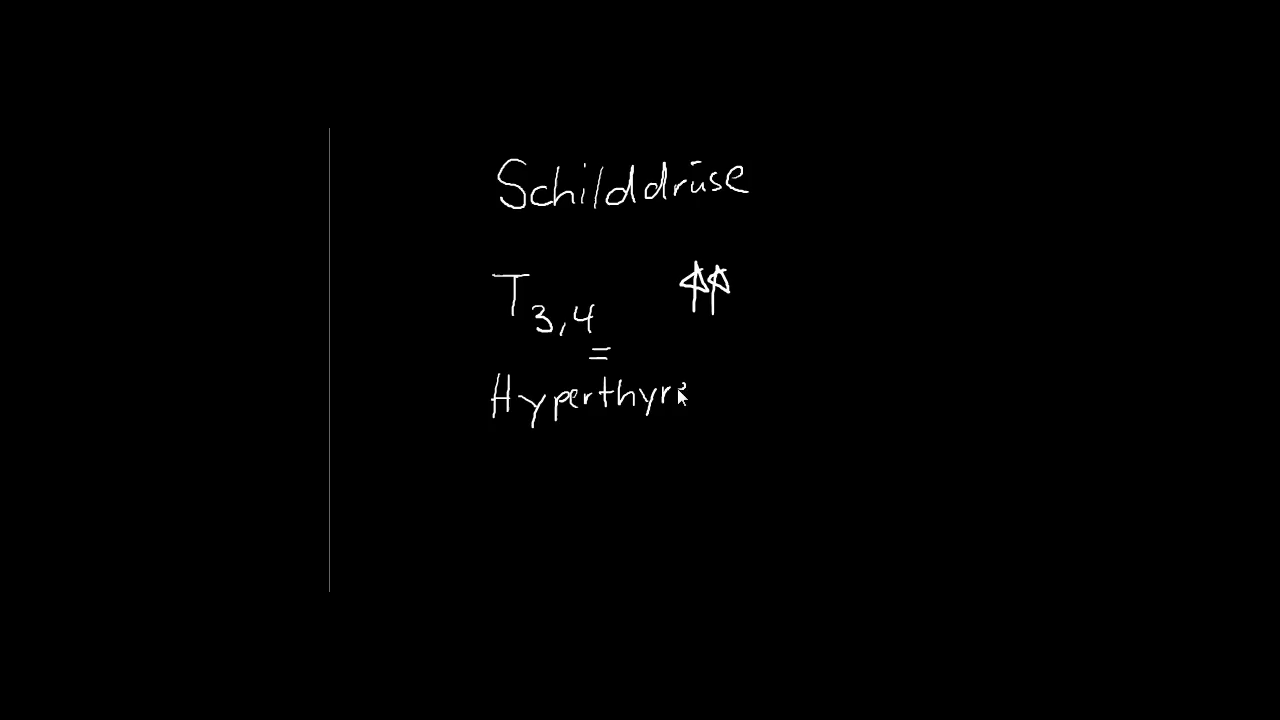 Schilddrüse
T3,4 ⇑
=
Hyperthyr